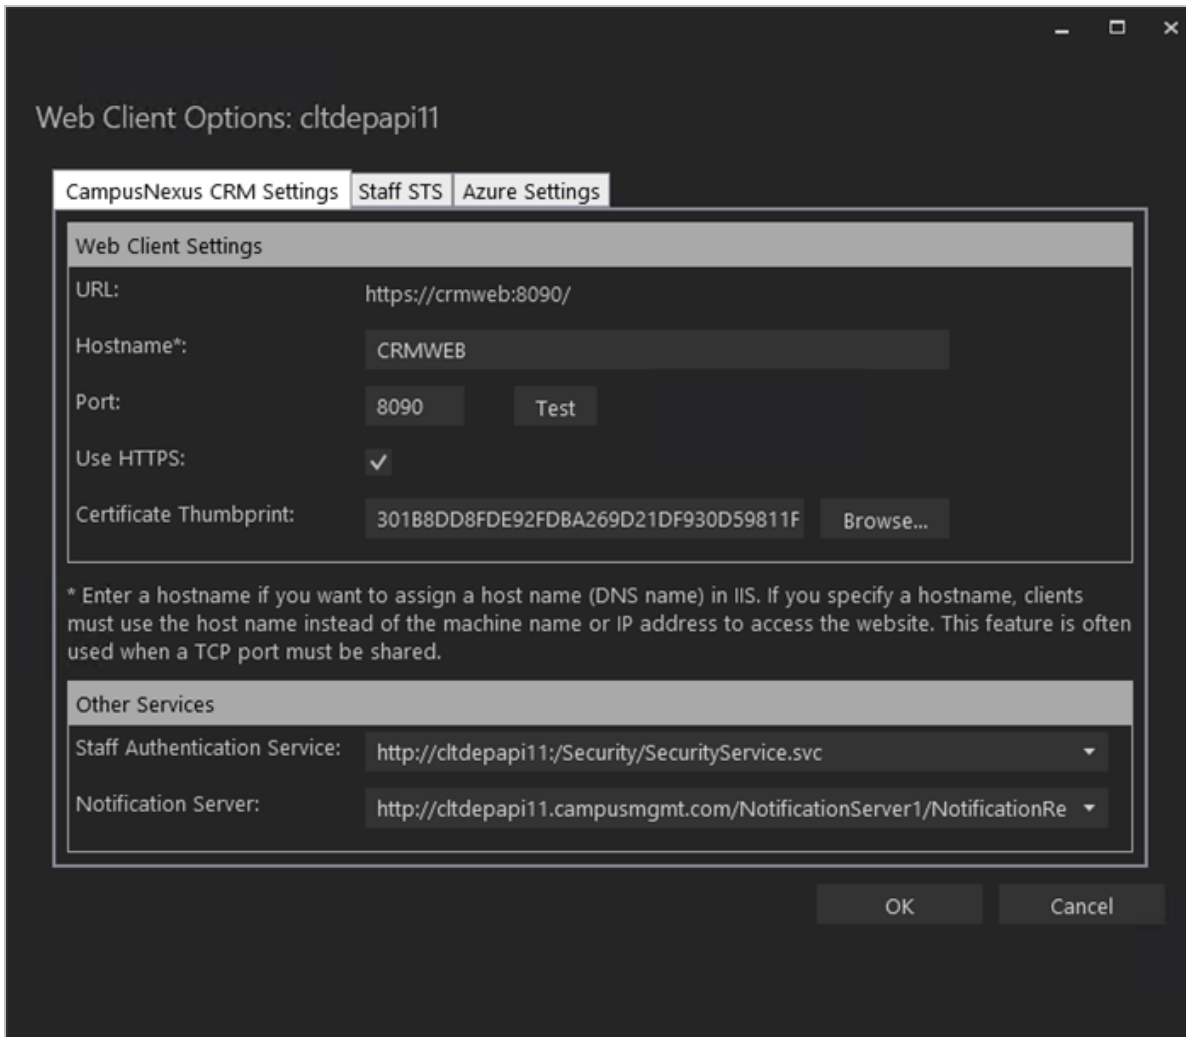 Web Client Options: cltdepapi11
CampusNexus CRM Settings Staff STS Azure Settings
Web Client Settings
URL: https://crmweb:8090/
Hostname*: CRMWEB
Port: 8090 Test
Use HTTPS:
Certificate Thumbprint: 301B8DD8FDE92FDBA269D21DF930D59811F Browse...
* Enter a hostname if you want to assign a host name (DNS name) in IIS. If you specify a hostname, clients
must use the host name instead of the machine name or IP address to access the website. This feature is often
used when a TCP port must be shared.
Other Services
Staff Authentication Service: http://cltdepapi11:/Security/SecurityService.svc
Notification Server: http://cltdepapi11.campusmgmt.com/NotificationServer1/NotificationRe
OK Cancel